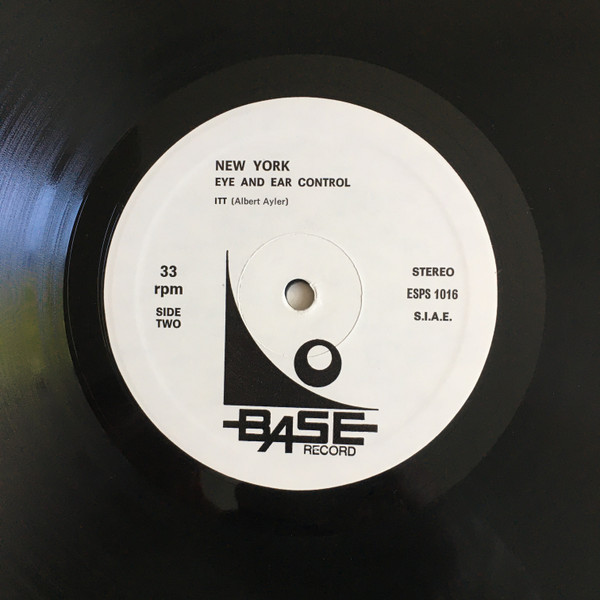 NEW YORK
EYE AND EAR CONTROL
ITT (Albert Ayler)
33
rpm
SIDE
TWO
STEREO
ESPS 1016
S.I.A.E.
BASE
RECORD